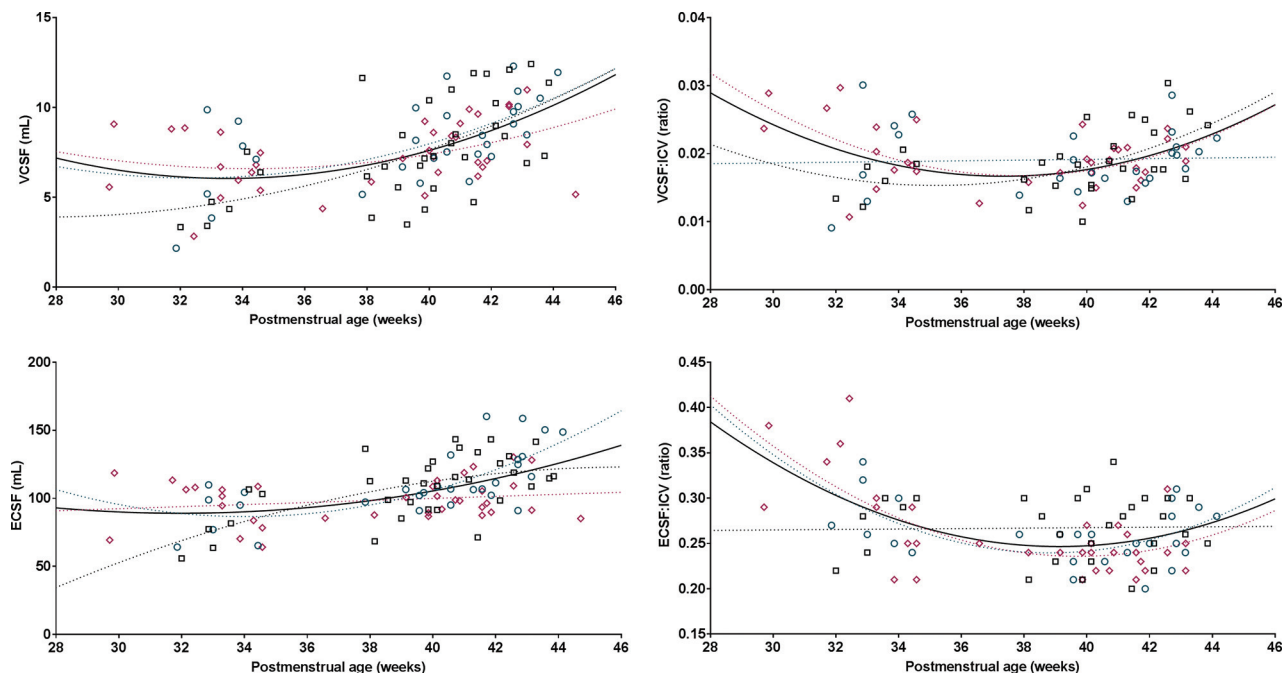 VCSF (mL)
15
10
5
0
28 30 32 34 36 38 40 42 44 46
Postmenstrual age (weeks)
VCSF:ICV (ratio)
0.04
0.03
0.02
0.01
0.00
28 30 32 34 36 38 40 42 44 46
Postmenstrual age (weeks)
ECSF (mL)
200
150
100
50
0
28 30 32 34 36 38 40 42 44 46
Postmenstrual age (weeks)
ECSF:ICV (ratio)
0.45
0.40
0.35
0.30
0.25
0.20
0.15
28 30 32 34 36 38 40 42 44 46
Postmenstrual age (weeks)